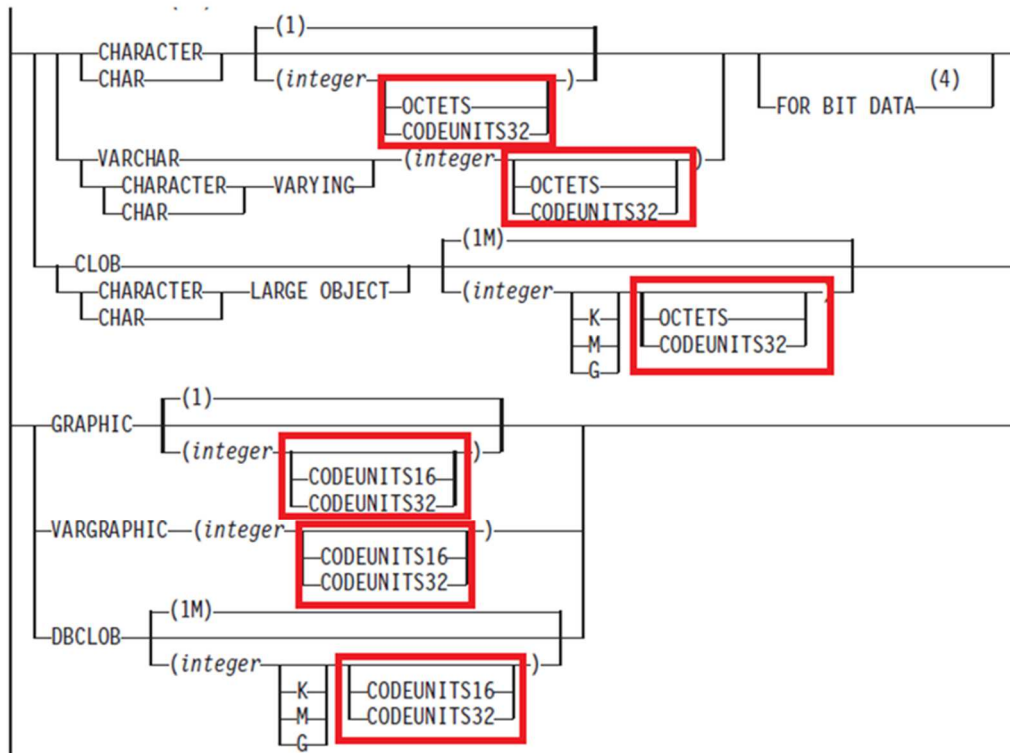 (1)
CHARACTER
CHAR
(integer )
OCTETS
CODEUNITS32
(4)
FOR BIT DATA
VARCHAR
(integer )
CHARACTER VARYING
CHAR
OCTETS
CODEUNITS32
(1M)
CLOB
CHARACTER LARGE OBJECT
CHAR
(integer )
K
M
G
OCTETS
CODEUNITS32
(1)
GRAPHIC
(integer )
CODEUNITS16
CODEUNITS32
VARGRAPHIC (integer )
CODEUNITS16
CODEUNITS32
(1M)
DBCLOB
(integer )
K
M
G
CODEUNITS16
CODEUNITS32